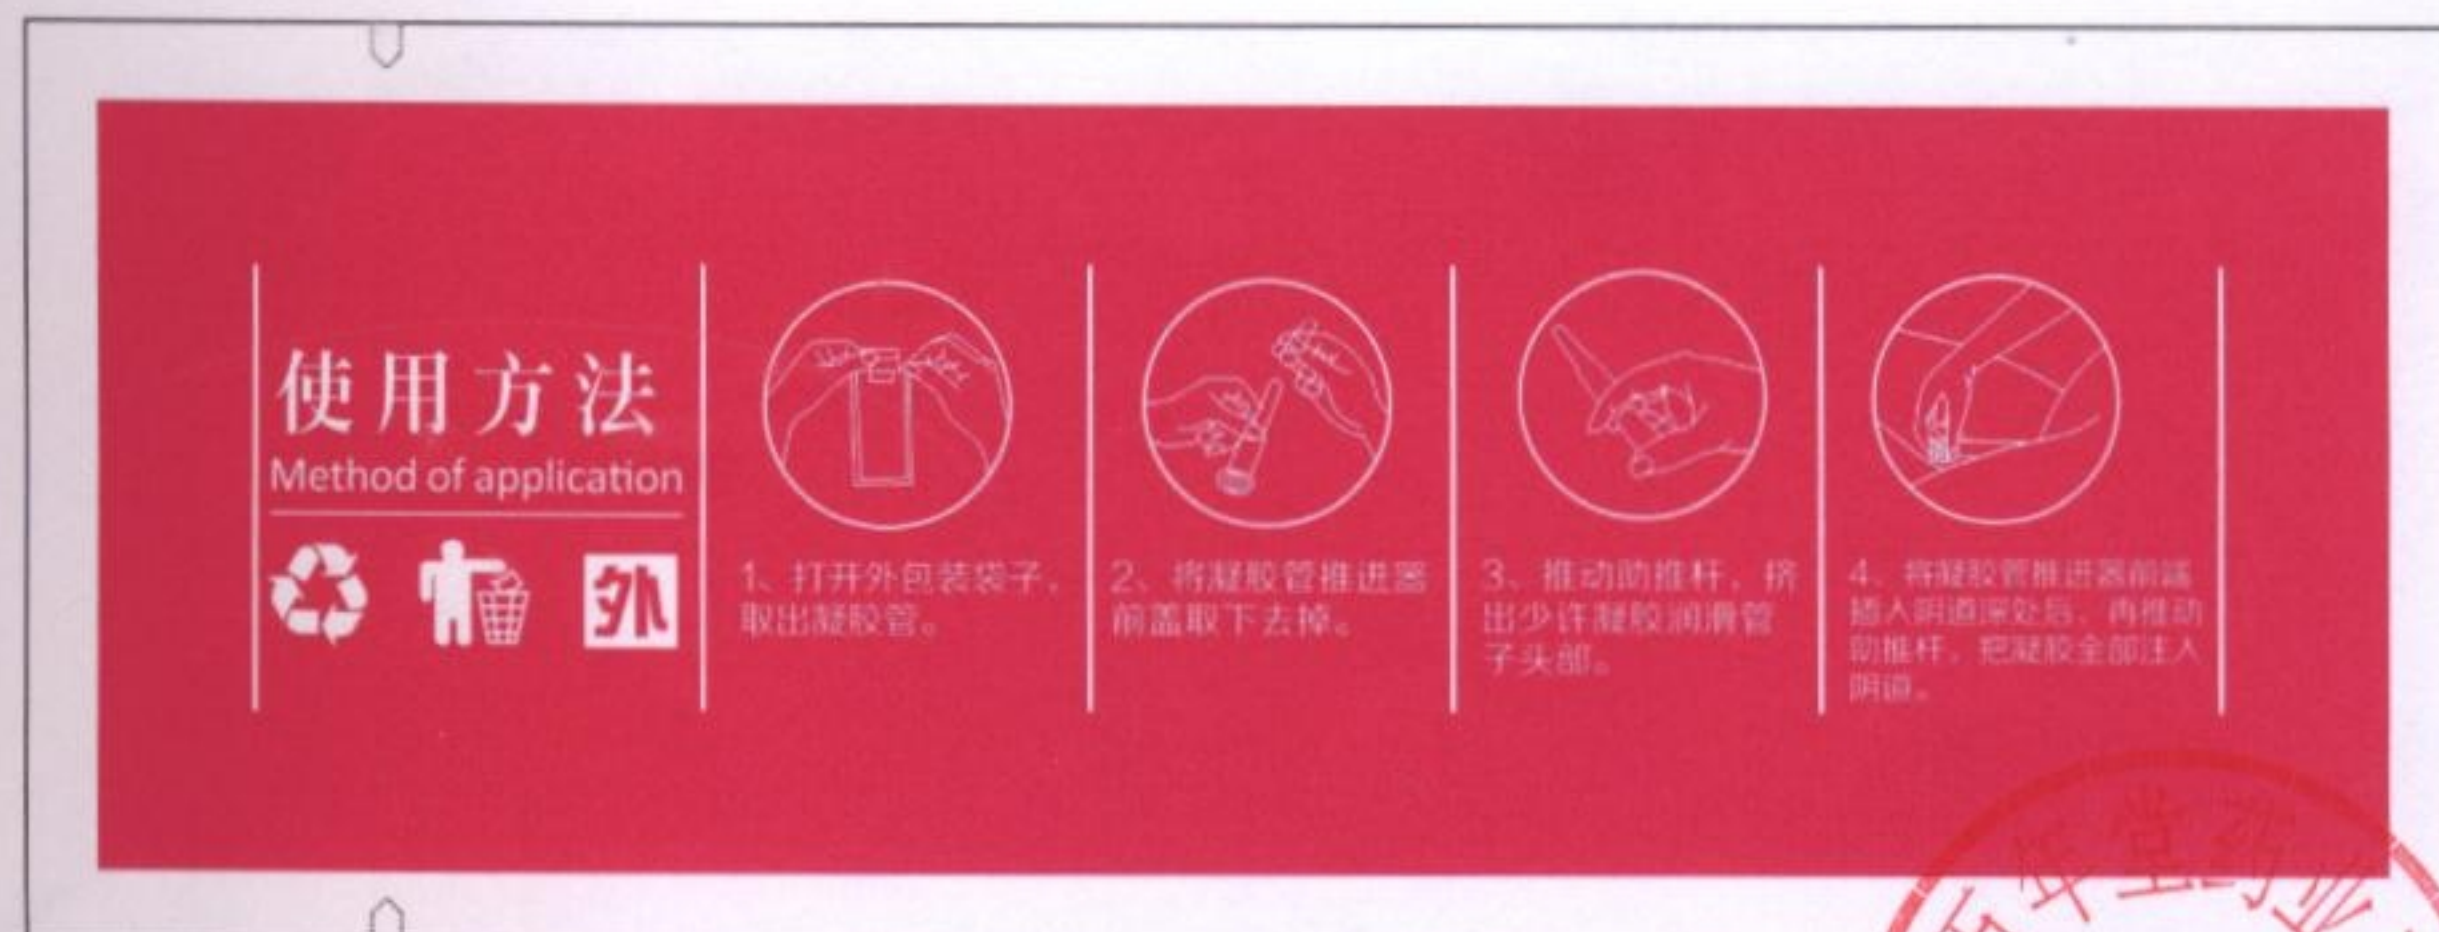 使用方法
Method of application
外
1、打开外包装袋子，
取出凝胶管。
2、将凝胶管推进器
前盖取下去掉。
3、推动助推杆，挤
出少许凝胶润滑管
子头部。
4、将凝胶管推进器前端
插入阴道深处后，再推动
助推杆，把凝胶全部注入
阴道。
年堂药业